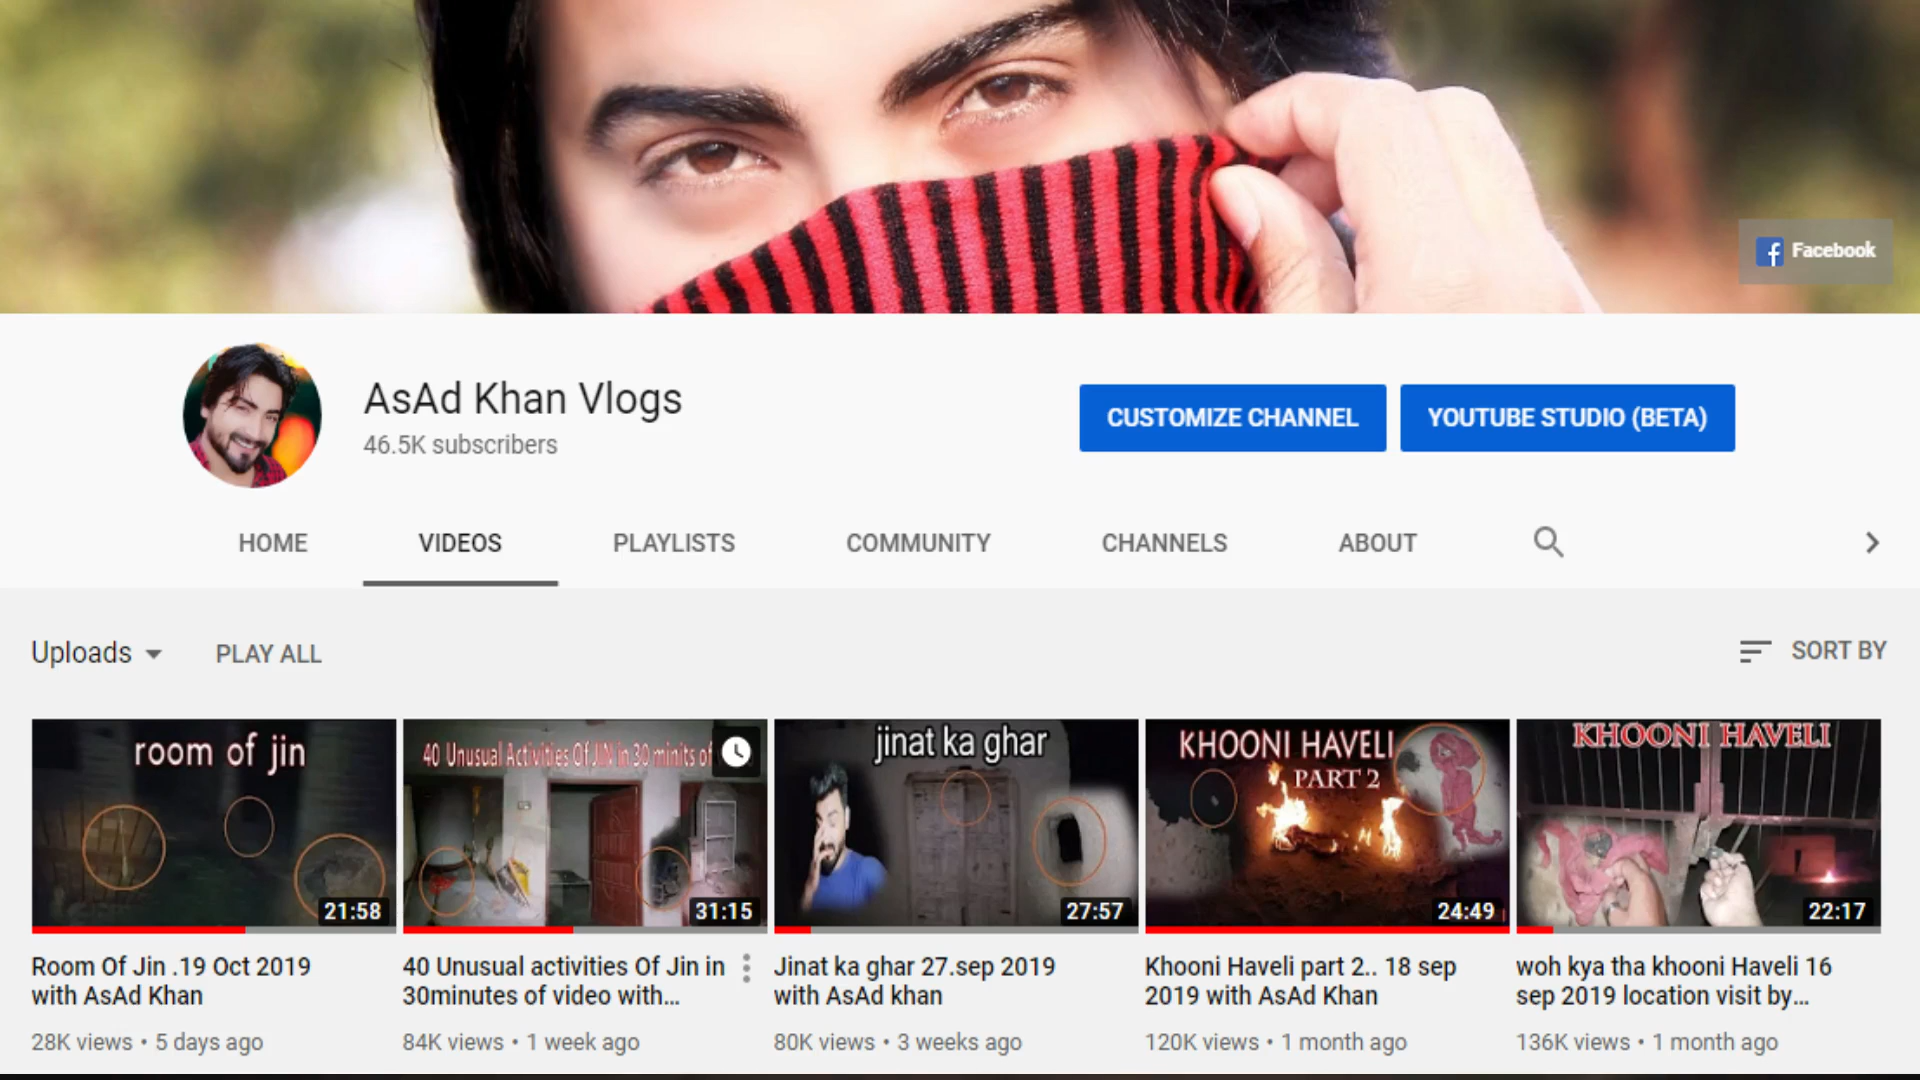 Facebook
AsAd Khan Vlogs
46.5K subscribers
CUSTOMIZE CHANNEL
YOUTUBE STUDIO (BETA)
HOME
VIDEOS
PLAYLISTS
COMMUNITY
CHANNELS
ABOUT
Uploads
PLAY ALL
SORT BY
room of jin
21:58
Room Of Jin .19 Oct 2019
with AsAd Khan
28K views • 5 days ago
40 Unusual Activities Of JIN in 30 minits of
31:15
40 Unusual activities Of Jin in
30minutes of video with...
84K views • 1 week ago
jinat ka ghar
27:57
Jinat ka ghar 27.sep 2019
with AsAd khan
80K views • 3 weeks ago
KHOONI HAVELI
PART 2
24:49
Khooni Haveli part 2.. 18 sep
2019 with AsAd Khan
120K views • 1 month ago
KHOONI HAVELI
22:17
woh kya tha khooni Haveli 16
sep 2019 location visit by...
136K views • 1 month ago